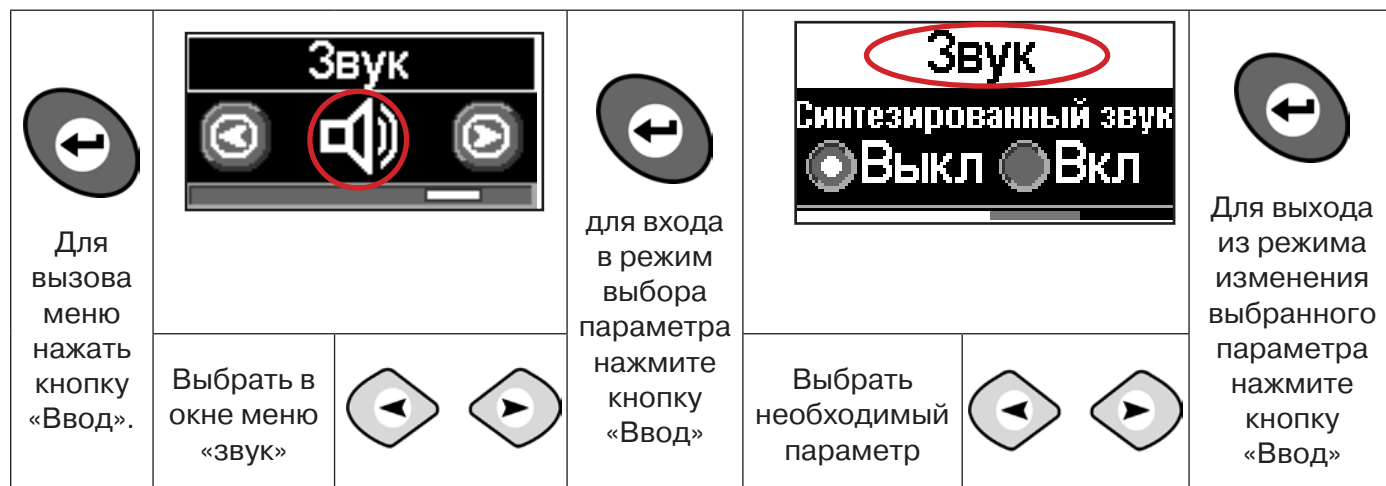 Для
вызова
меню
нажать
кнопку
«Ввод».
Звук
Выбрать в
окне меню
«звук»
для входа
в режим
выбора
параметра
нажмите
кнопку
«Ввод»
Звук
Синтезированный звук
Выкл Вкл
Выбрать
необходимый
параметр
Для выхода
из режима
изменения
выбранного
параметра
нажмите
кнопку
«Ввод»